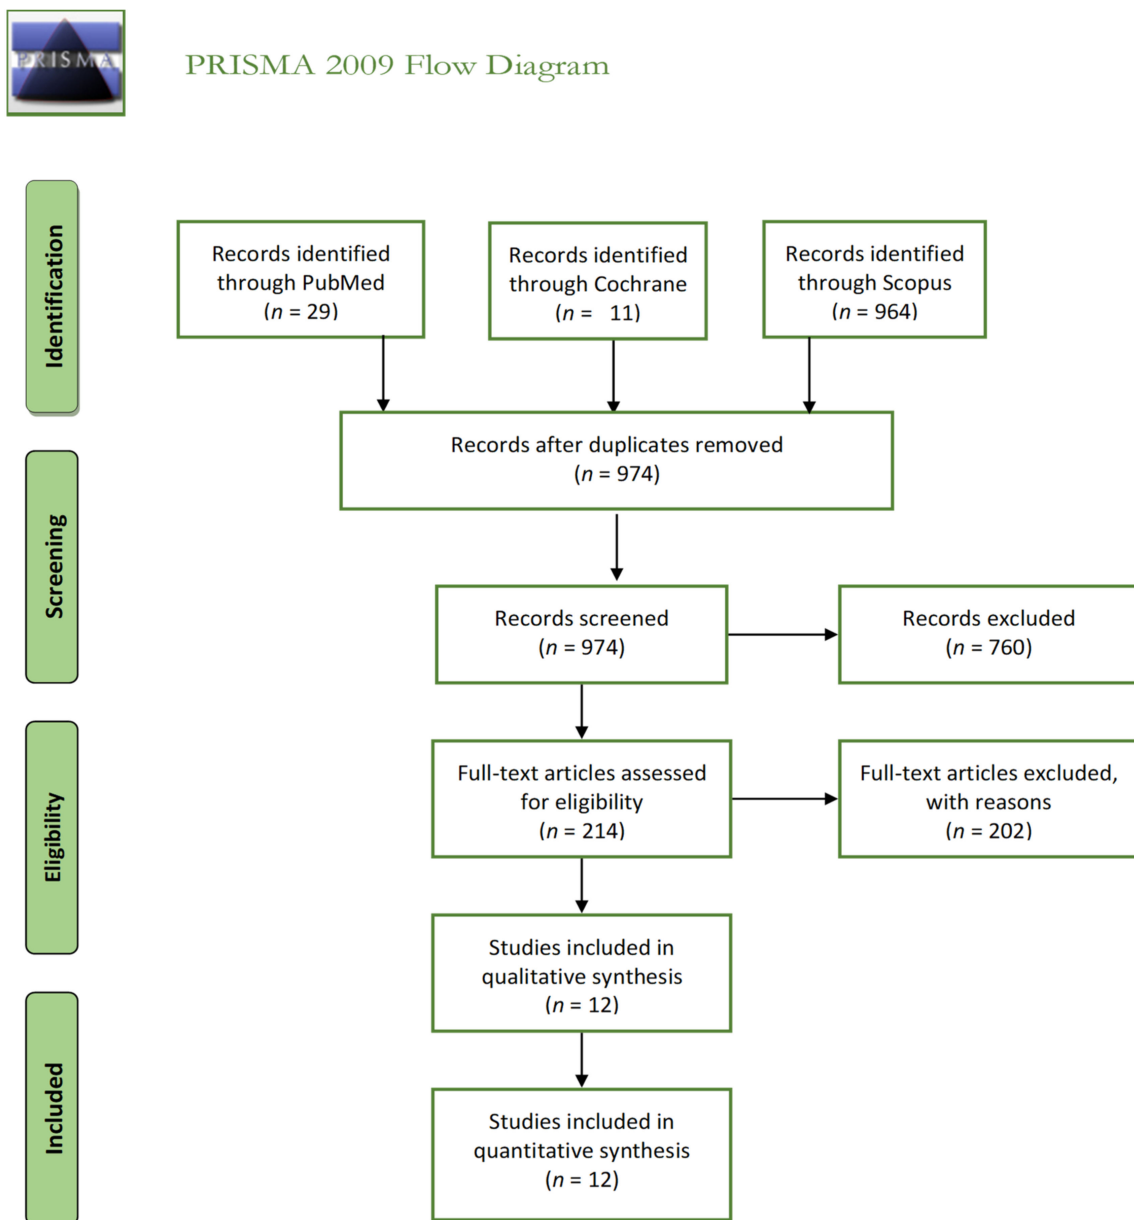 PRISMA
PRISMA 2009 Flow Diagram
Identification
Records identified
through PubMed
(n = 29)
Records identified
through Cochrane
(n = 11)
Records identified
through Scopus
(n = 964)
Records after duplicates removed
(n = 974)
Screening
Records screened
(n = 974)
Records excluded
(n = 760)
Eligibility
Full-text articles assessed
for eligibility
(n = 214)
Full-text articles excluded,
with reasons
(n = 202)
Studies included in
qualitative synthesis
(n = 12)
Included
Studies included in
quantitative synthesis
(n = 12)